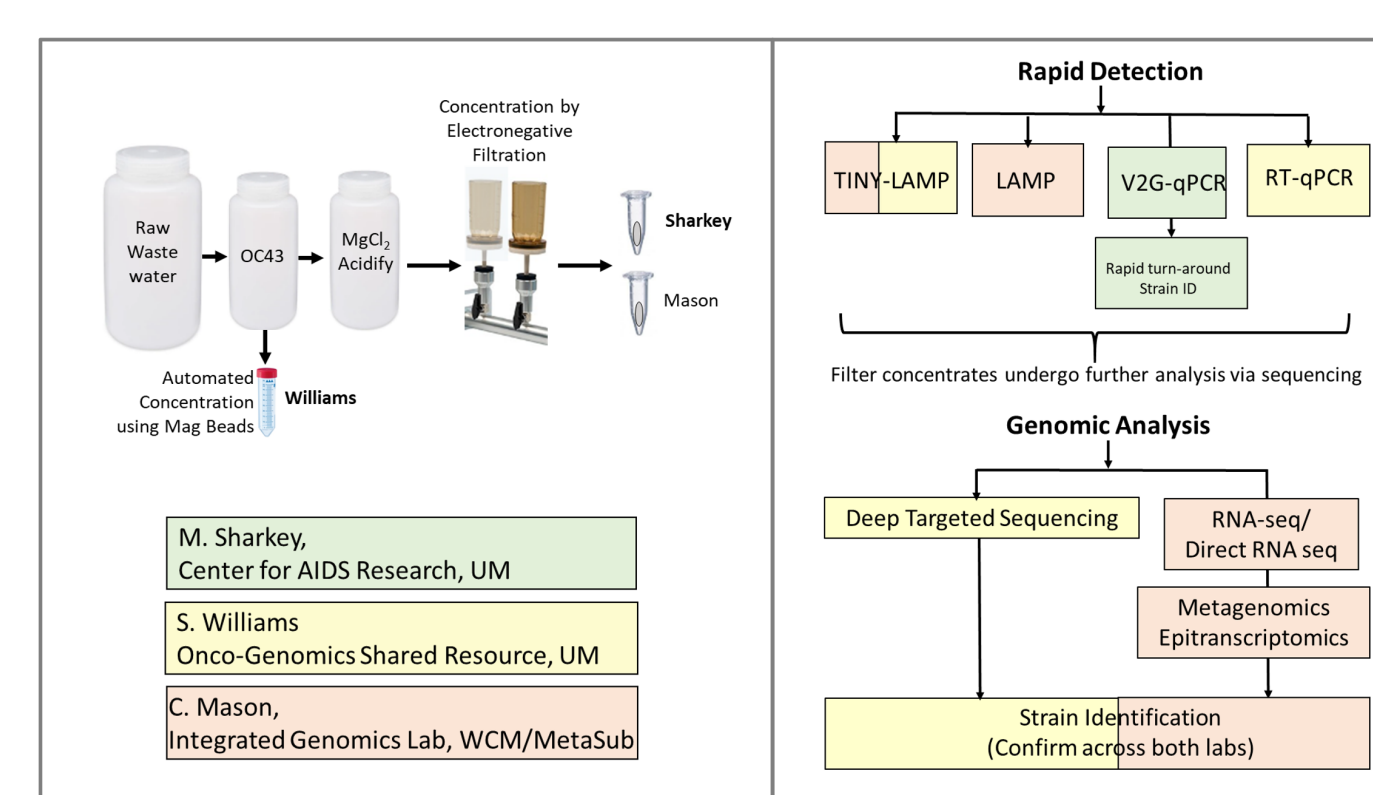 Concentration by
Electronegative
Filtration
Raw
Waste
water
OC43
MgCl₂
Acidify
Sharkey
Mason
Automated
Concentration
using Mag Beads
Williams
M. Sharkey,
Center for AIDS Research, UM
S. Williams
Onco-Genomics Shared Resource, UM
C. Mason,
Integrated Genomics Lab, WCM/MetaSub
Rapid Detection
TINY-LAMP
LAMP
V2G-qPCR
RT-qPCR
Rapid turn-around
Strain ID
Filter concentrates undergo further analysis via sequencing
Genomic Analysis
Deep Targeted Sequencing
RNA-seq/
Direct RNA seq
Metagenomics
Epitranscriptomics
Strain Identification
(Confirm across both labs)